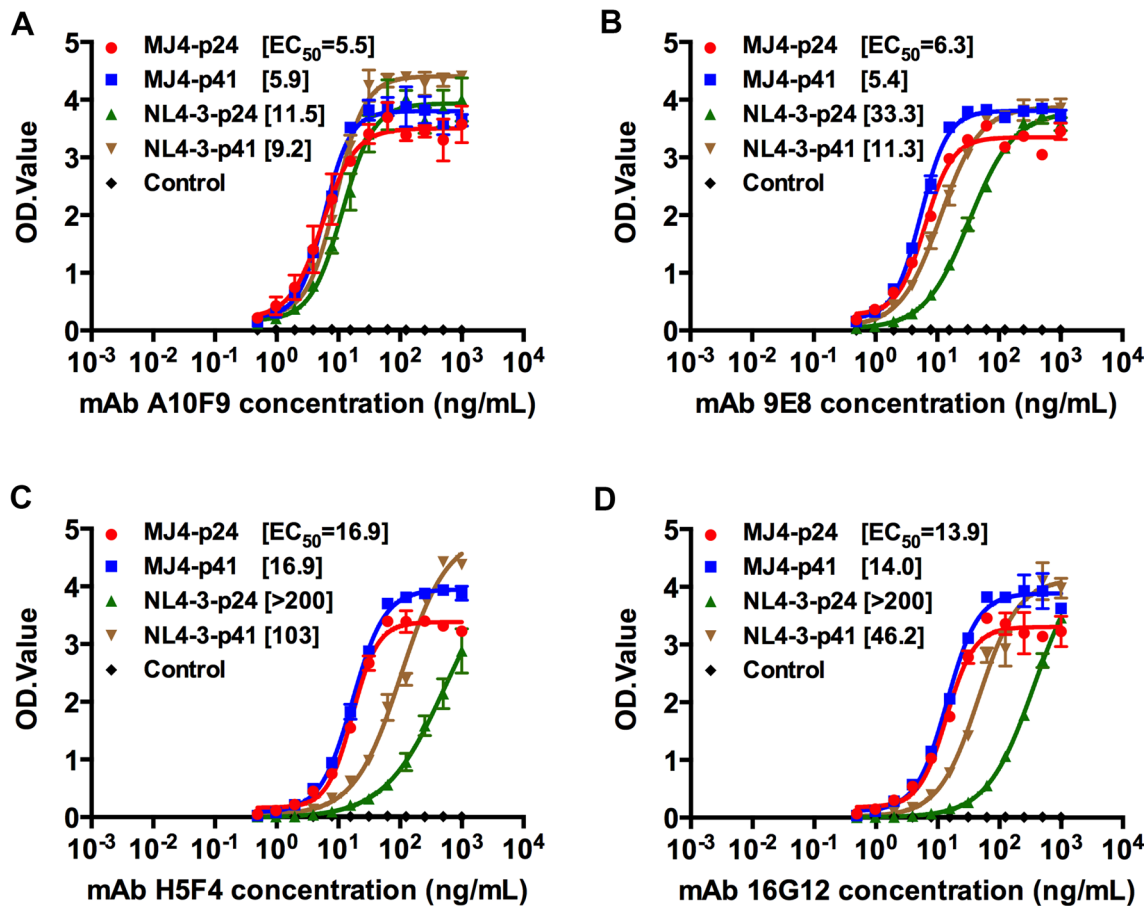 A
5
4
3
2
1
0
OD.Value
MJ4-p24 [EC50=5.5]
MJ4-p41 [5.9]
NL4-3-p24 [11.5]
NL4-3-p41 [9.2]
Control
10-3 10-2 10-1 100 101 102 103 104
mAb A10F9 concentration (ng/mL)
B
5
4
3
2
1
0
OD.Value
MJ4-p24 [EC50=6.3]
MJ4-p41 [5.4]
NL4-3-p24 [33.3]
NL4-3-p41 [11.3]
Control
10-3 10-2 10-1 100 101 102 103 104
mAb 9E8 concentration (ng/mL)
C
5
4
3
2
1
0
OD.Value
MJ4-p24 [EC50=16.9]
MJ4-p41 [16.9]
NL4-3-p24 [>200]
NL4-3-p41 [103]
Control
10-3 10-2 10-1 100 101 102 103 104
mAb H5F4 concentration (ng/mL)
D
5
4
3
2
1
0
OD.Value
MJ4-p24 [EC50=13.9]
MJ4-p41 [14.0]
NL4-3-p24 [>200]
NL4-3-p41 [46.2]
Control
10-3 10-2 10-1 100 101 102 103 104
mAb 16G12 concentration (ng/mL)